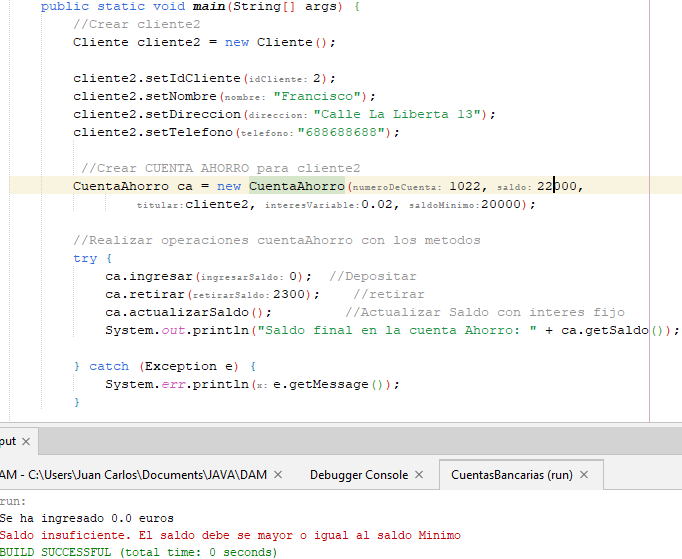 public static void main(String[] args) {
//Crear cliente2
Cliente cliente2 = new Cliente();
cliente2.setIdCliente(idCliente: 2);
cliente2.setNombre(nombre: "Francisco");
cliente2.setDireccion(direccion: "Calle La Liberta 13");
cliente2.setTelefono(telefono: "688688688");
//Crear CUENTA AHORRO para cliente2
CuentaAhorro ca = new CuentaAhorro(numeroDeCuenta: 1022, saldo: 22000,
titular: cliente2, interesVariable: 0.02, saldoMinimo: 20000);
//Realizar operaciones cuentaAhorro con los metodos
try {
ca.ingresar(ingresarSaldo: 0); //Depositar
ca.retirar(retirarSaldo: 2300); //retirar
ca.actualizarSaldo(); //Actualizar Saldo con interes fijo
System.out.println("Saldo final en la cuenta Ahorro: " + ca.getSaldo());
} catch (Exception e) {
System.err.println(x: e.getMessage());
}
put ×
AM - C:\Users\Juan Carlos\Documents\JAVA\DAM × Debugger Console × CuentasBancarias (run) ×
run:
Se ha ingresado 0.0 euros
Saldo insuficiente. El saldo debe se mayor o igual al saldo Minimo
BUILD SUCCESSFUL (total time: 0 seconds)